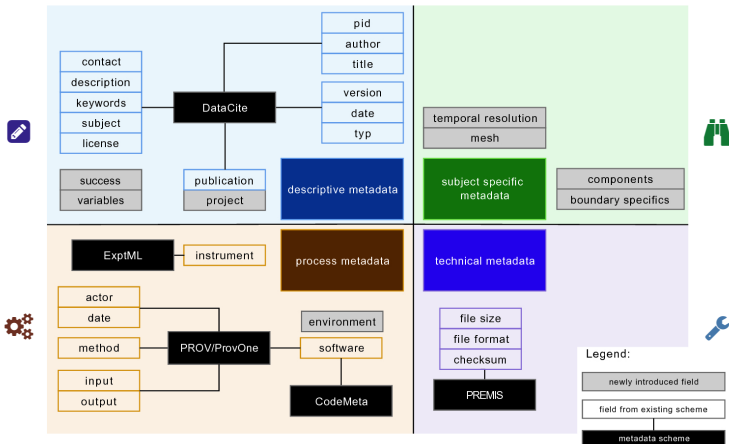 pid
author
title
contact
description
keywords
subject
license
DataCite
version
date
typ
success
variables
publication
project
descriptive metadata
temporal resolution
mesh
subject specific
metadata
components
boundary specifics
ExptML
instrument
process metadata
technical metadata
actor
date
method
input
output
PROV/ProvOne
environment
software
CodeMeta
file size
file format
checksum
PREMIS
Legend:
newly introduced field
field from existing scheme
metadata scheme